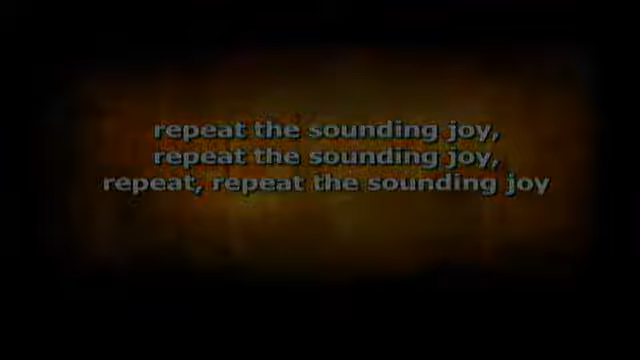 repeat the sounding joy,
repeat the sounding joy,
repeat, repeat the sounding joy